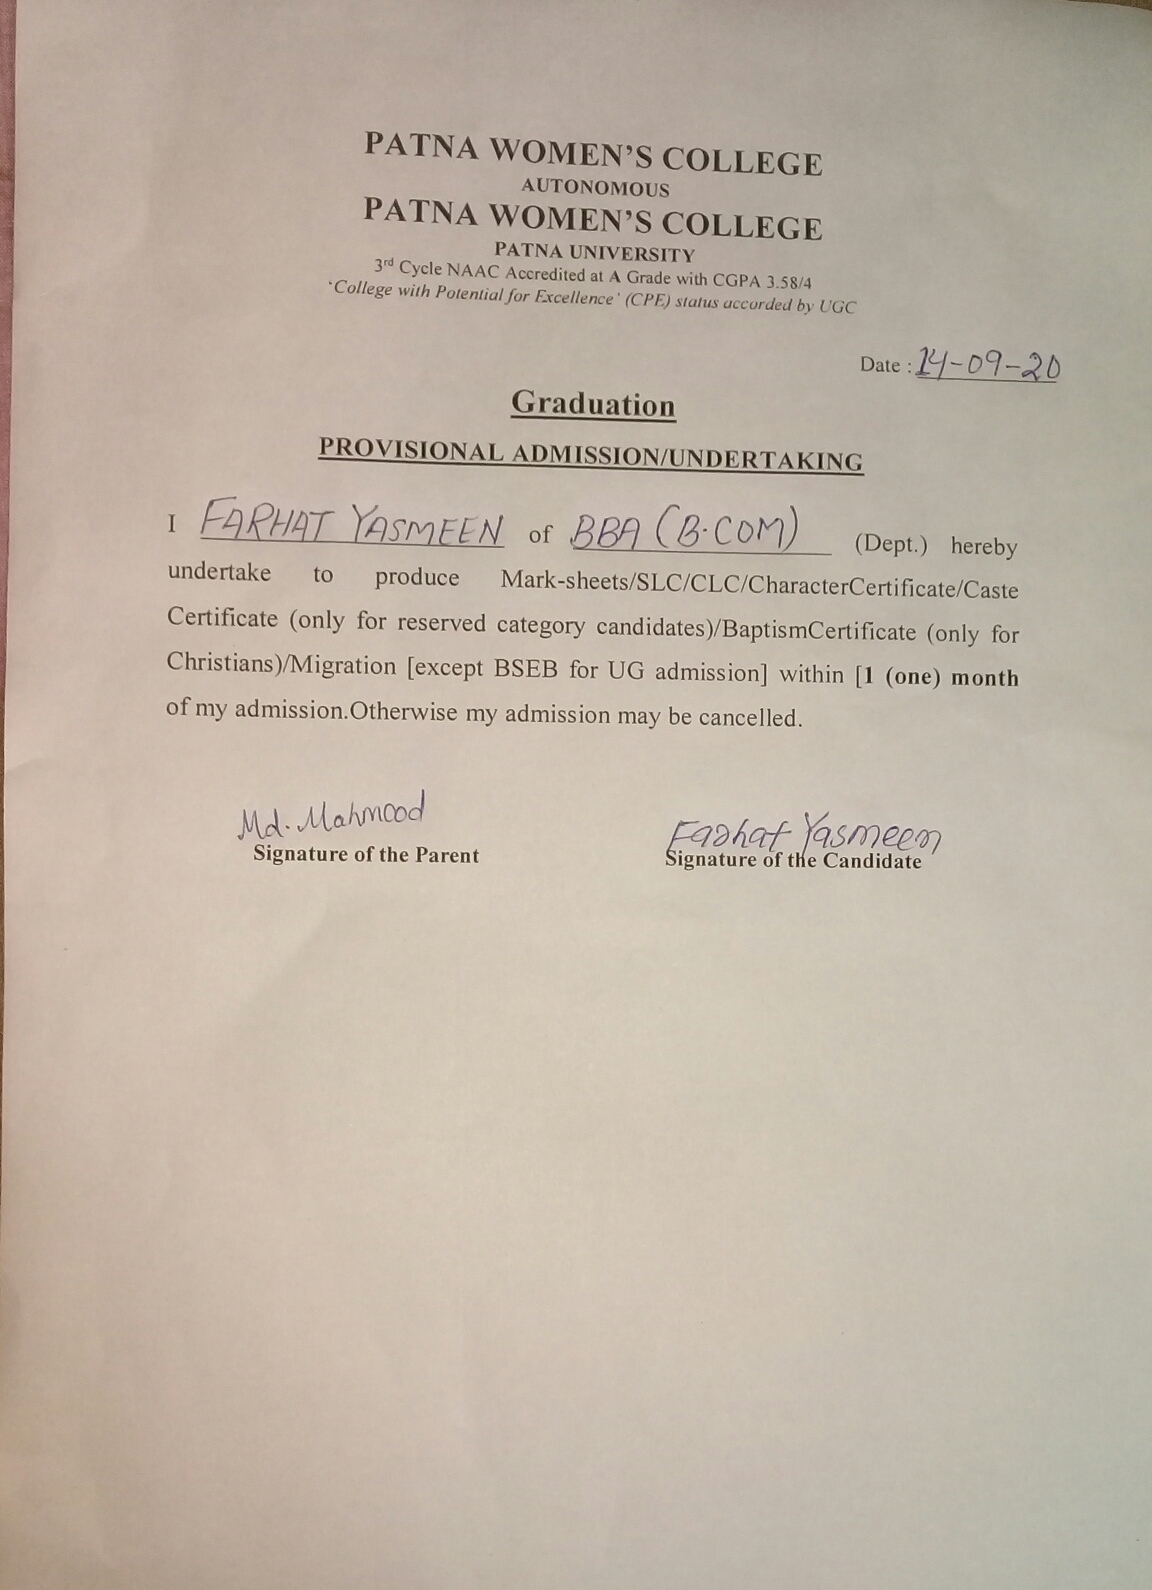 PATNA WOMEN'S COLLEGE
AUTONOMOUS
PATNA WOMEN'S COLLEGE
PATNA UNIVERSITY
3rd Cycle NAAC Accredited at A Grade with CGPA 3.58/4
'College with Potential for Excellence' (CPE) status accorded by UGC
Date : 14-09-20
Graduation
PROVISIONAL ADMISSION/UNDERTAKING
I FARHAT YASMEEN of BBA (B.COM) (Dept.) hereby
undertake to produce Mark-sheets/SLC/CLC/CharacterCertificate/Caste
Certificate (only for reserved category candidates)/BaptismCertificate (only for
Christians)/Migration [except BSEB for UG admission] within [1 (one) month
of my admission.Otherwise my admission may be cancelled.
Md. Mahmood Farhat Yasmeen
Signature of the Parent Signature of the Candidate